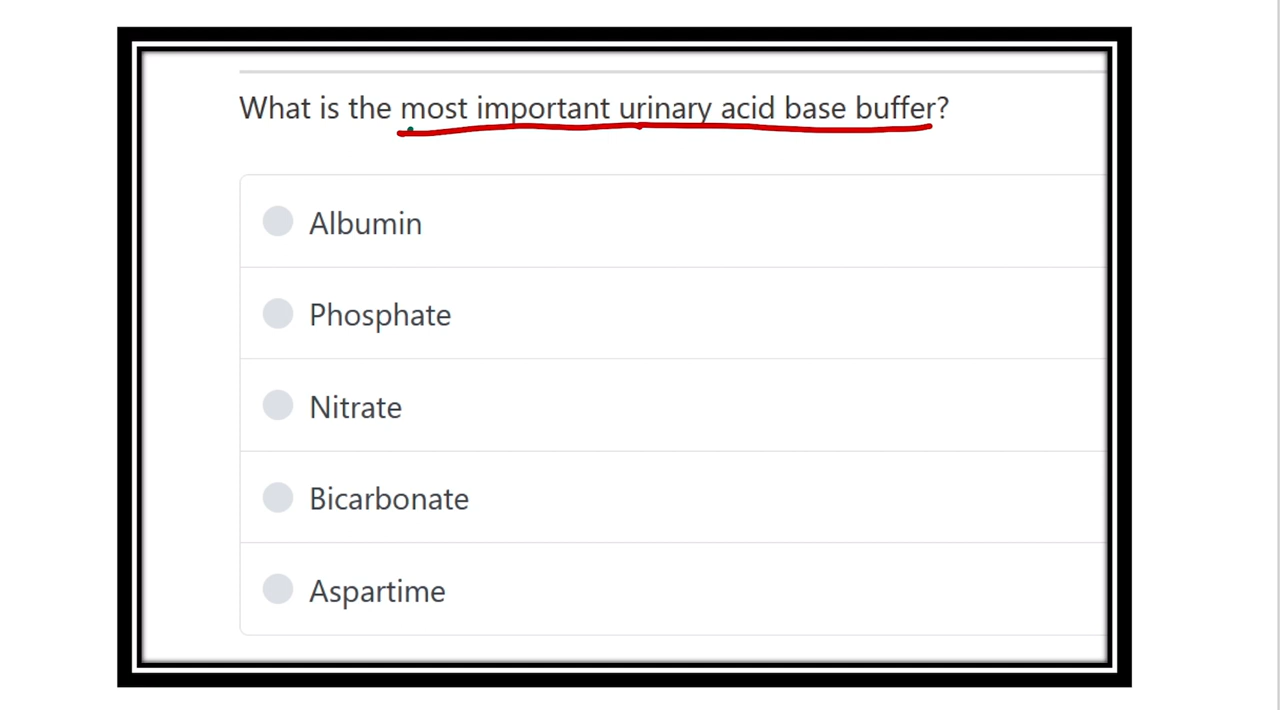 What is the most important urinary acid base buffer?
Albumin
Phosphate
Nitrate
Bicarbonate
Aspartime